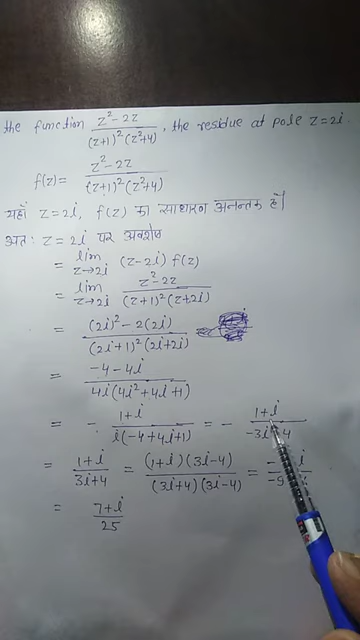 the function z²-2z / (z+1)²(z²+4), the residue at pole z=2i.
f(z)= z²-2z / (z+1)²(z²+4)
यहाँ z=2i, f(z) का साधारण अनन्तक है।
अतः z=2i पर अवशेष
= lim z→2i (z-2i) f(z)
= lim z→2i z²-2z / (z+1)²(z+2i)
= (2i)²-2(2i) / (2i+1)²(2i+2i)
= -4-4i / 4i(4i²+4i+1)
= - 1+i / i(-4+4i+1) = - 1+i / -3i-4
= 1+i / 3i+4 = (1+i)(3i-4) / (3i+4)(3i-4) =
= 7+i / 25